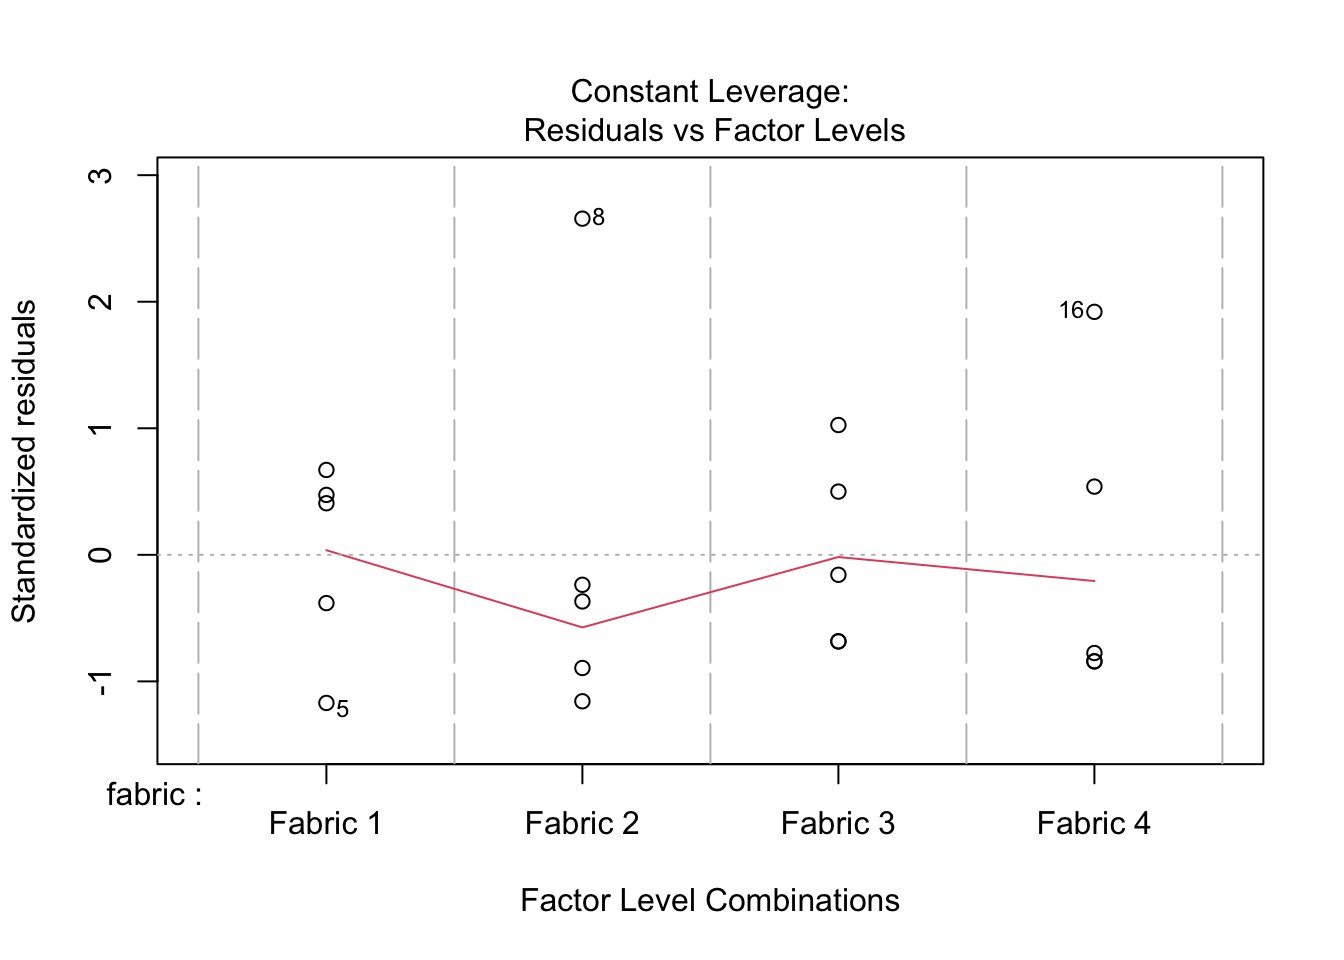 Constant Leverage:
Residuals vs Factor Levels
Standardized residuals
3
2
1
0
-1
8
16
5
fabric :
Fabric 1
Fabric 2
Fabric 3
Fabric 4
Factor Level Combinations